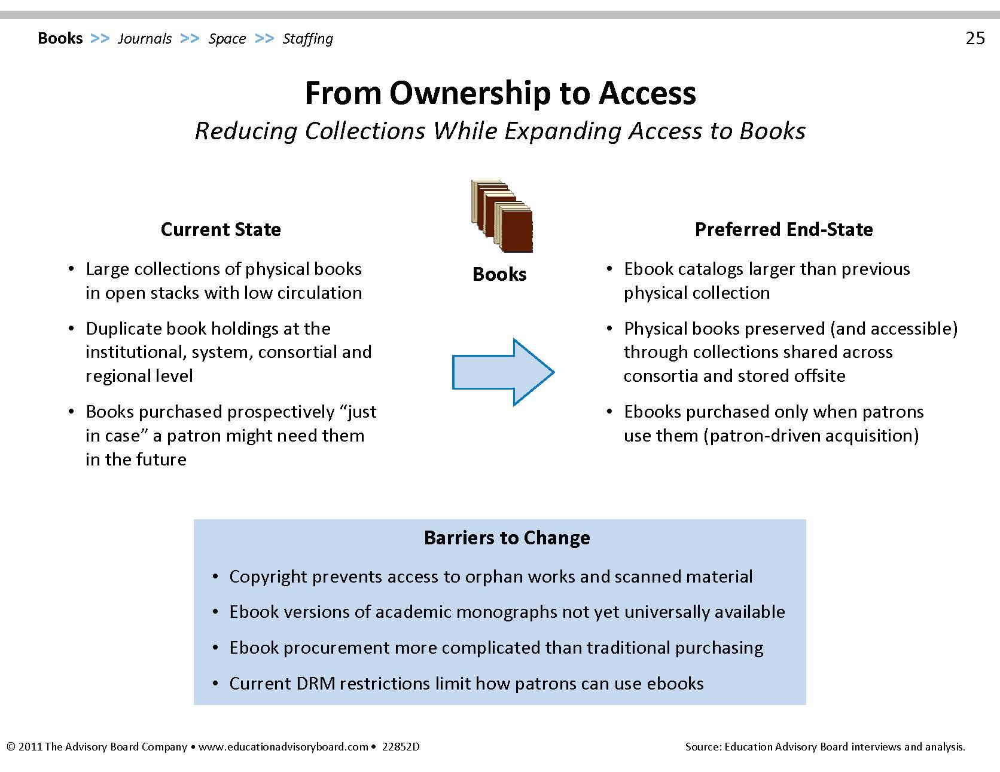 Books >> Journals >> Space >> Staffing
25
From Ownership to Access
Reducing Collections While Expanding Access to Books
Current State
• Large collections of physical books
in open stacks with low circulation
• Duplicate book holdings at the
institutional, system, consortial and
regional level
• Books purchased prospectively “just
in case” a patron might need them
in the future
Books
Preferred End-State
• Ebook catalogs larger than previous
physical collection
• Physical books preserved (and accessible)
through collections shared across
consortia and stored offsite
• Ebooks purchased only when patrons
use them (patron-driven acquisition)
Barriers to Change
• Copyright prevents access to orphan works and scanned material
• Ebook versions of academic monographs not yet universally available
• Ebook procurement more complicated than traditional purchasing
• Current DRM restrictions limit how patrons can use ebooks
© 2011 The Advisory Board Company • www.educationadvisoryboard.com • 22852D
Source: Education Advisory Board interviews and analysis.